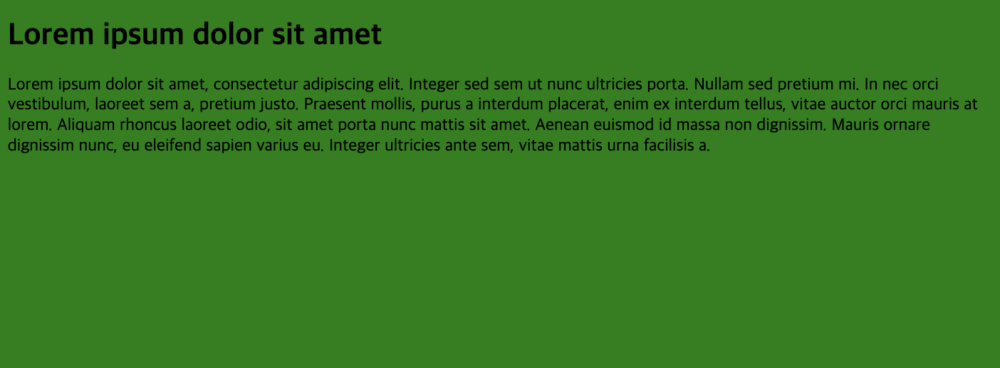 Lorem ipsum dolor sit amet
Lorem ipsum dolor sit amet, consectetur adipiscing elit. Integer sed sem ut nunc ultricies porta. Nullam sed pretium mi. In nec orci
vestibulum, laoreet sem a, pretium justo. Praesent mollis, purus a interdum placerat, enim ex interdum tellus, vitae auctor orci mauris at
lorem. Aliquam rhoncus laoreet odio, sit amet porta nunc mattis sit amet. Aenean euismod id massa non dignissim. Mauris ornare
dignissim nunc, eu eleifend sapien varius eu. Integer ultricies ante sem, vitae mattis urna facilisis a.